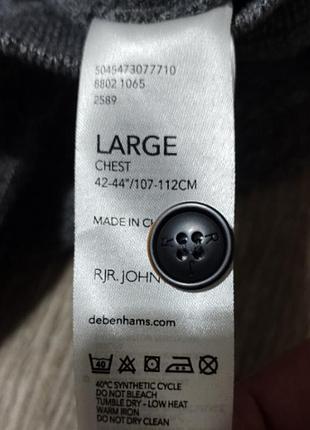 5045473077710
8802 1065
2589
LARGE
CHEST
42-44"/107-112CM
MADE IN
RJR. JOHN
debenhams.com
40
40°C SYNTHETIC CYCLE
DO NOT BLEACH
TUMBLE DRY - LOW HEAT
WARM IRON
DO NOT DRY CLEAN